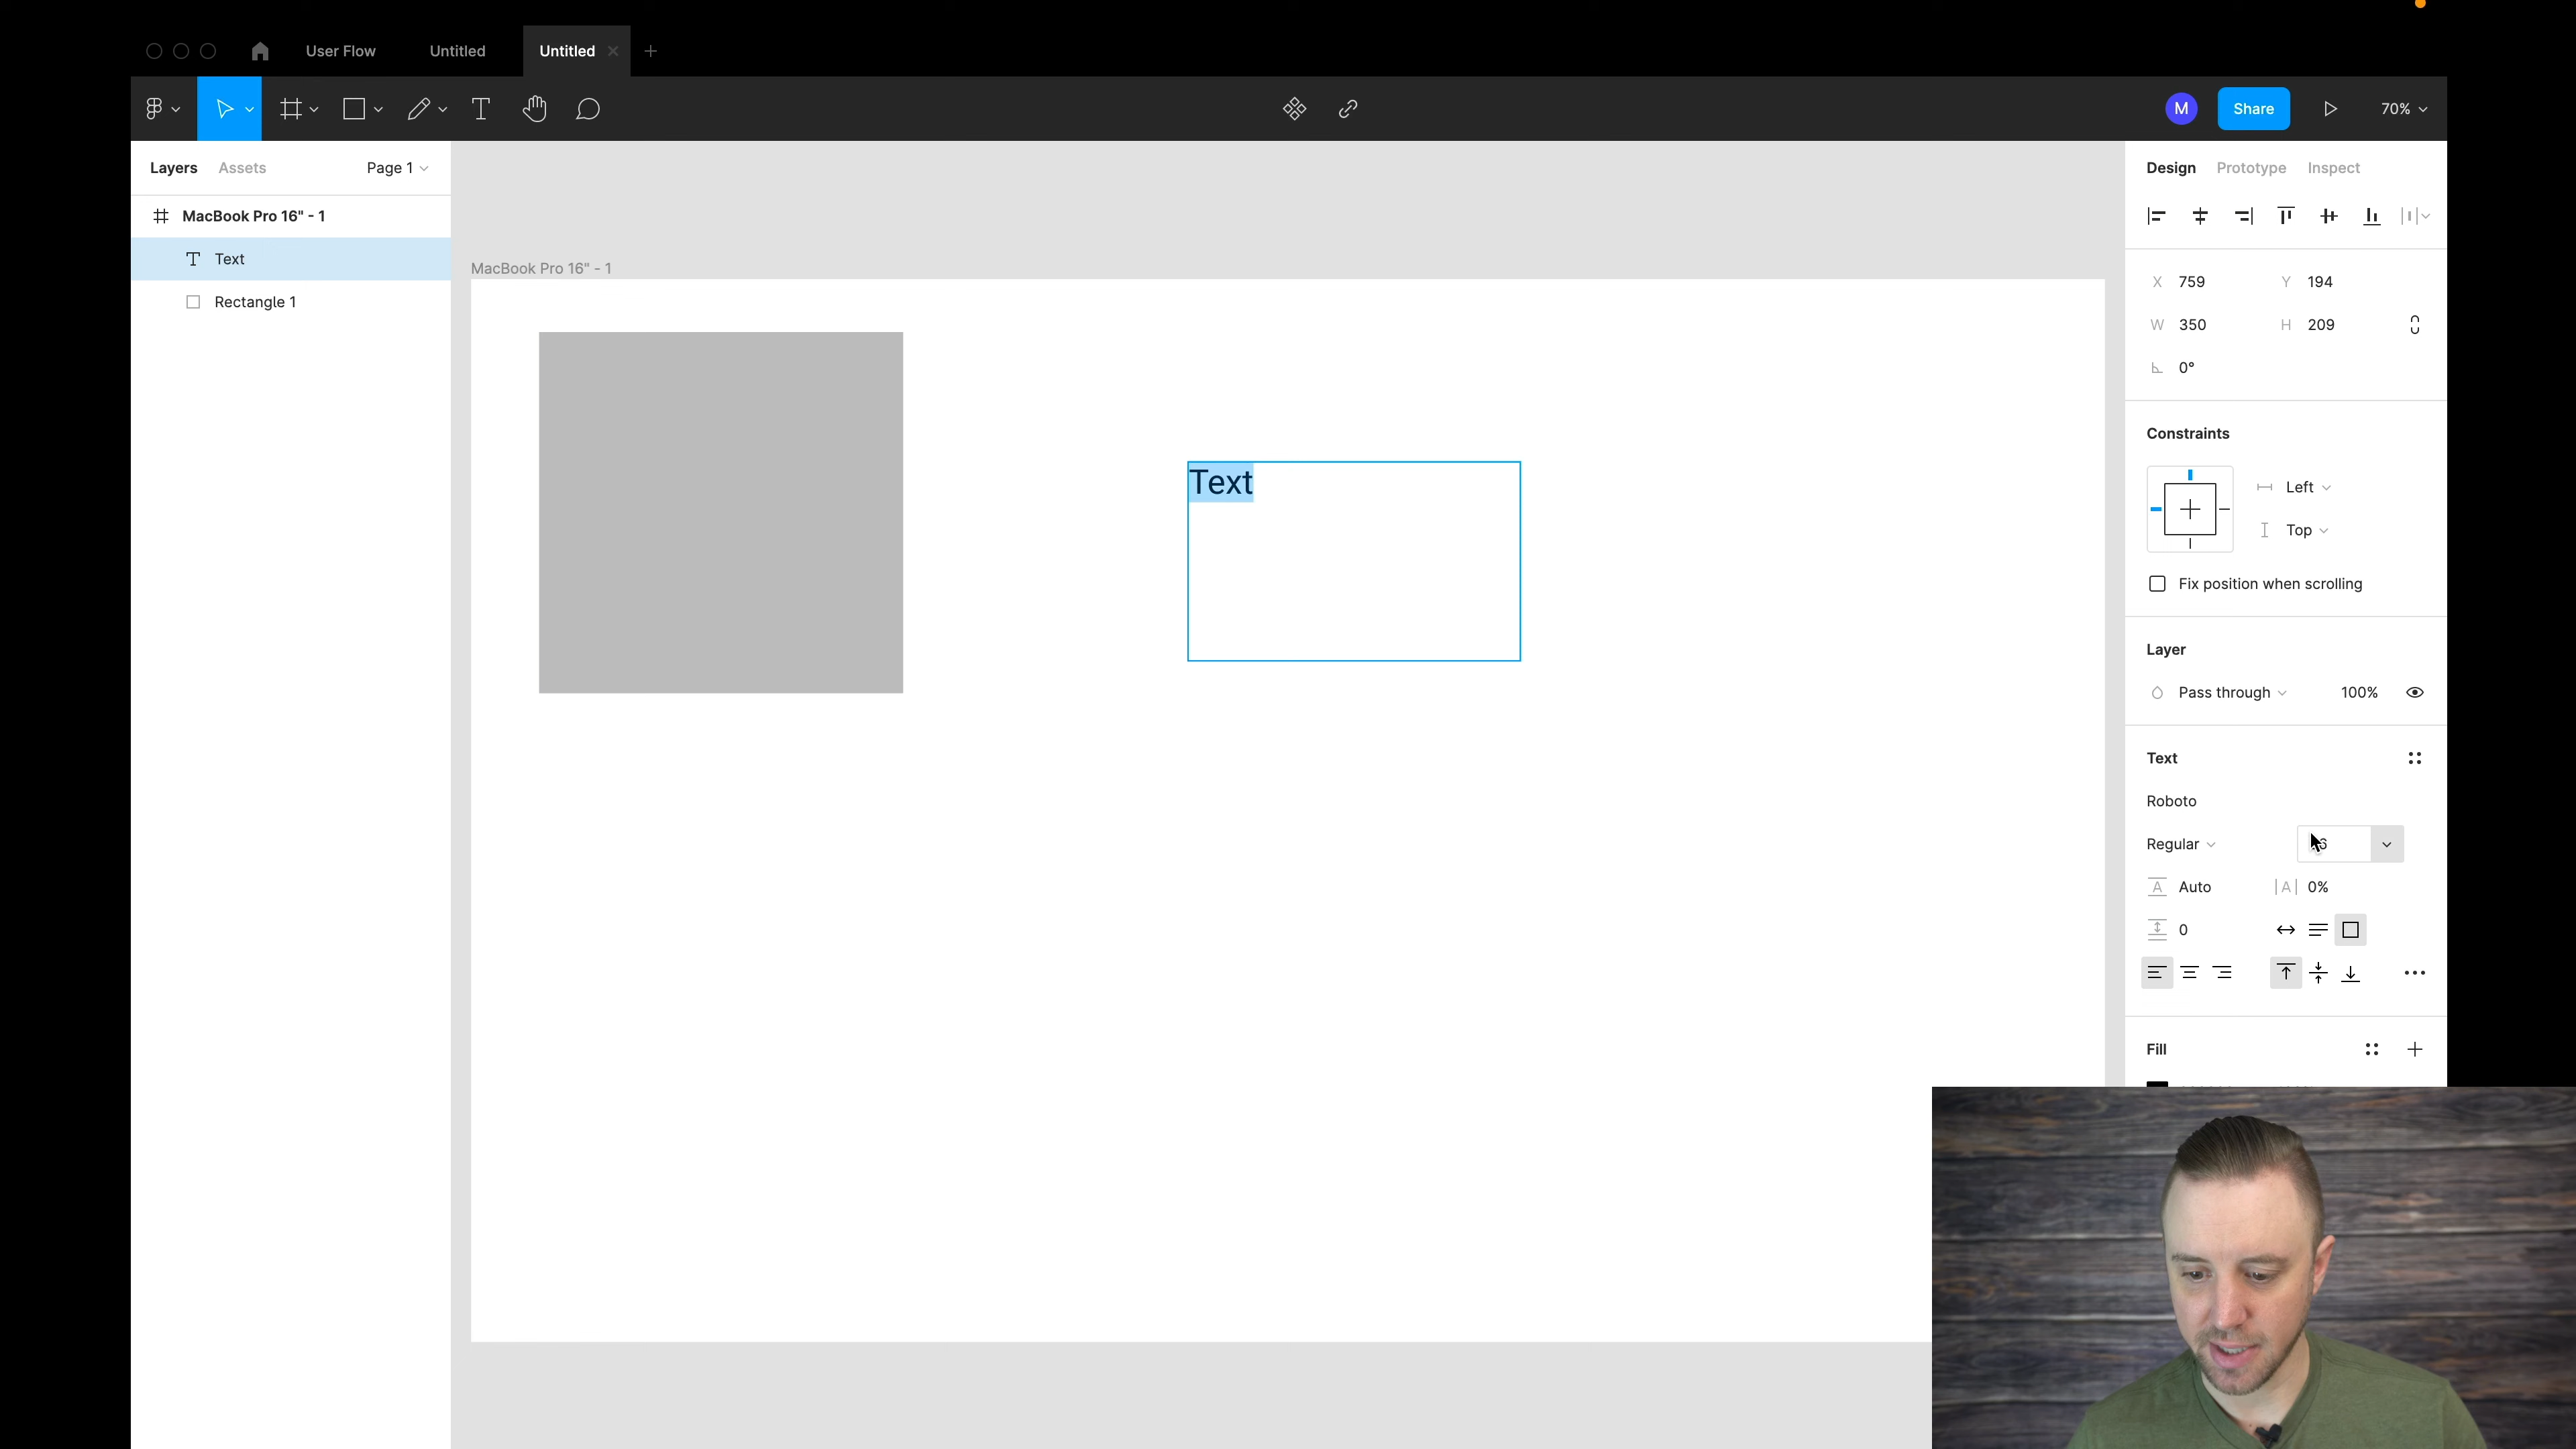 User Flow
Untitled
Untitled
M
Share
70%
Layers
Assets
Page 1
MacBook Pro 16" - 1
Text
Rectangle 1
MacBook Pro 16" - 1
Text
Design
Prototype
Inspect
X 759
Y 194
W 350
H 209
0°
Constraints
Left
Top
Fix position when scrolling
Layer
Pass through
100%
Text
Roboto
Regular
A Auto
A 0%
0
Fill